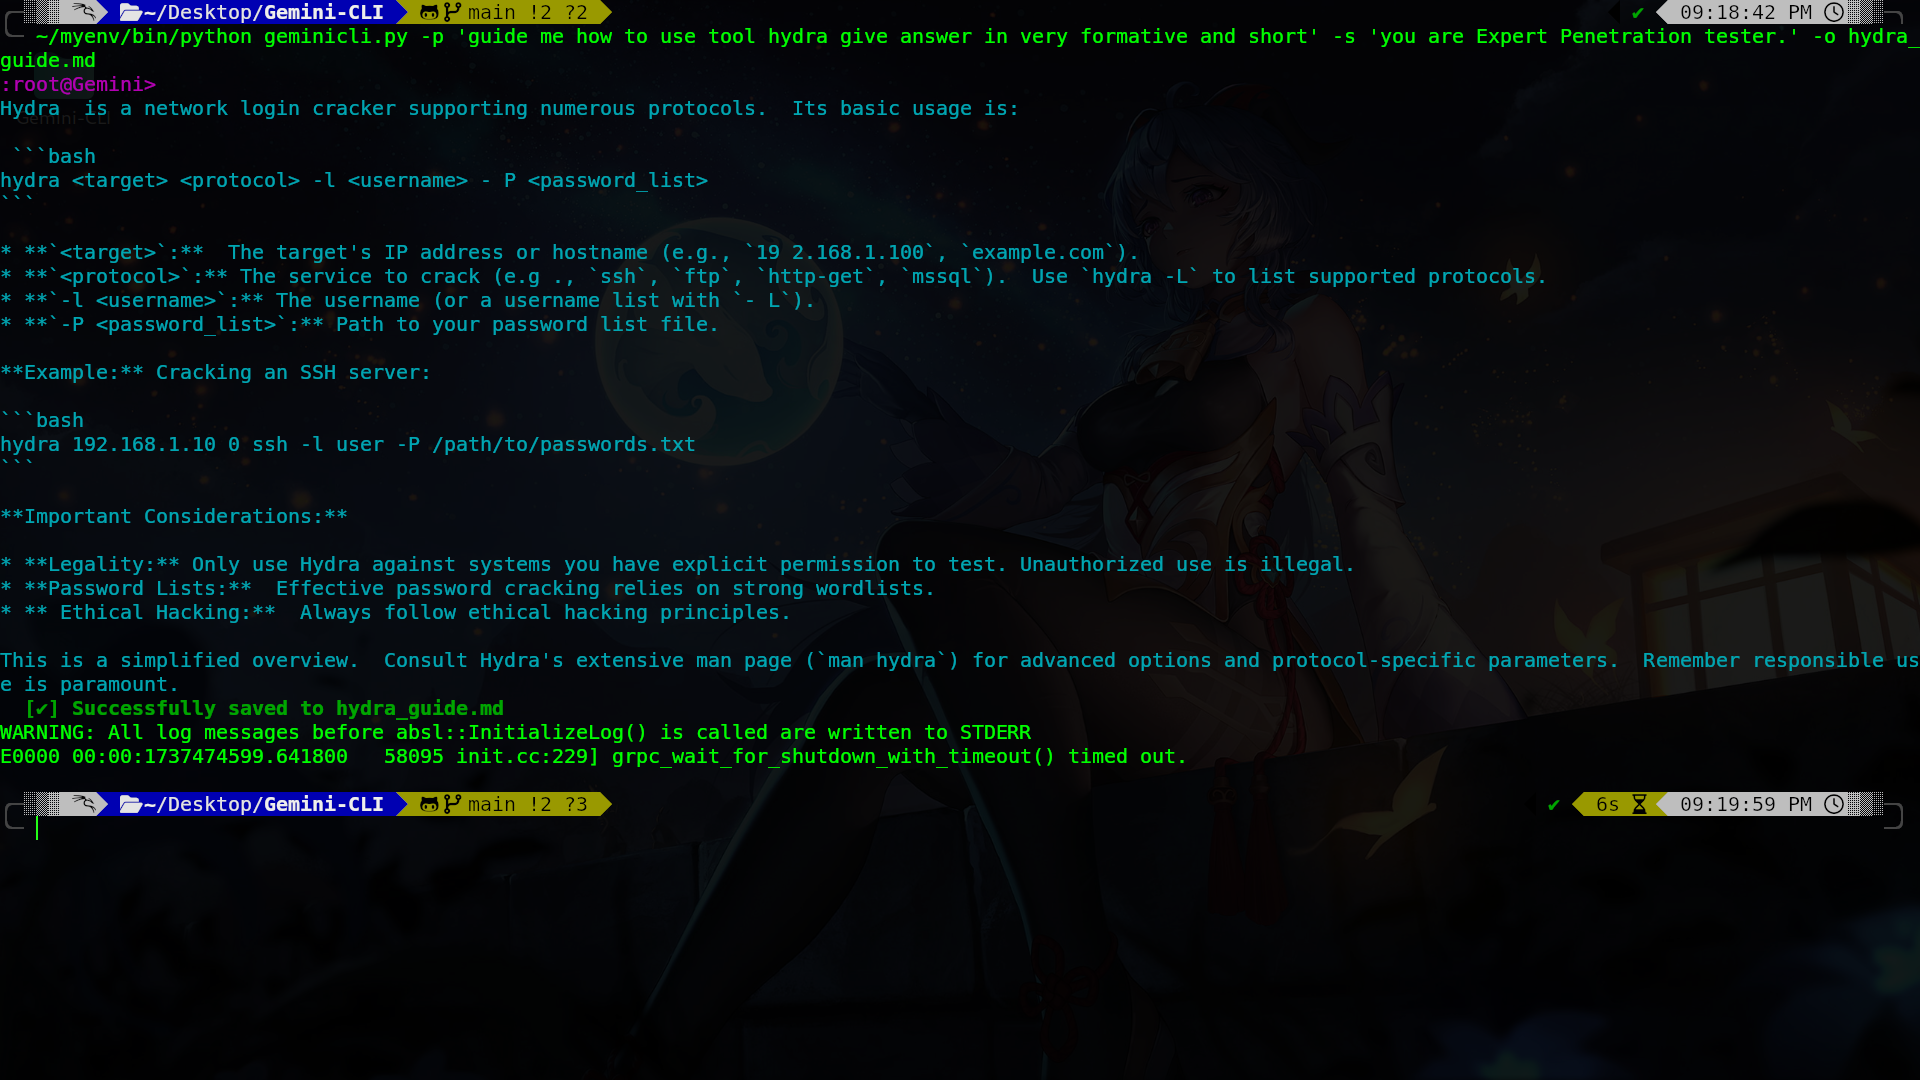 ~/Desktop/Gemini-CLI main !2 ?2 ✔ 09:18:42 PM
~/myenv/bin/python geminicli.py -p 'guide me how to use tool hydra give answer in very formative and short' -s 'you are Expert Penetration tester.' -o hydra_
guide.md
:root@Gemini>
Hydra  is a network login cracker supporting numerous protocols.  Its basic usage is:
Gemini-CLI
 ```bash
hydra <target> <protocol> -l <username> - P <password_list>
```
* **`<target>`:**  The target's IP address or hostname (e.g., `19 2.168.1.100`, `example.com`).
* **`<protocol>`:** The service to crack (e.g ., `ssh`, `ftp`, `http-get`, `mssql`).  Use `hydra -L` to list supported protocols.
* **`-l <username>`:** The username (or a username list with `- L`).
* **`-P <password_list>`:** Path to your password list file.
**Example:** Cracking an SSH server:
```bash
hydra 192.168.1.10 0 ssh -l user -P /path/to/passwords.txt
```
**Important Considerations:**
* **Legality:** Only use Hydra against systems you have explicit permission to test. Unauthorized use is illegal.
* **Password Lists:**  Effective password cracking relies on strong wordlists.
* ** Ethical Hacking:**  Always follow ethical hacking principles.
This is a simplified overview.  Consult Hydra's extensive man page (`man hydra`) for advanced options and protocol-specific parameters.  Remember responsible us
e is paramount.
[✔] Successfully saved to hydra_guide.md
WARNING: All log messages before absl::InitializeLog() is called are written to STDERR
E0000 00:00:1737474599.641800   58095 init.cc:229] grpc_wait_for_shutdown_with_timeout() timed out.
~/Desktop/Gemini-CLI main !2 ?3 ✔ 6s 09:19:59 PM